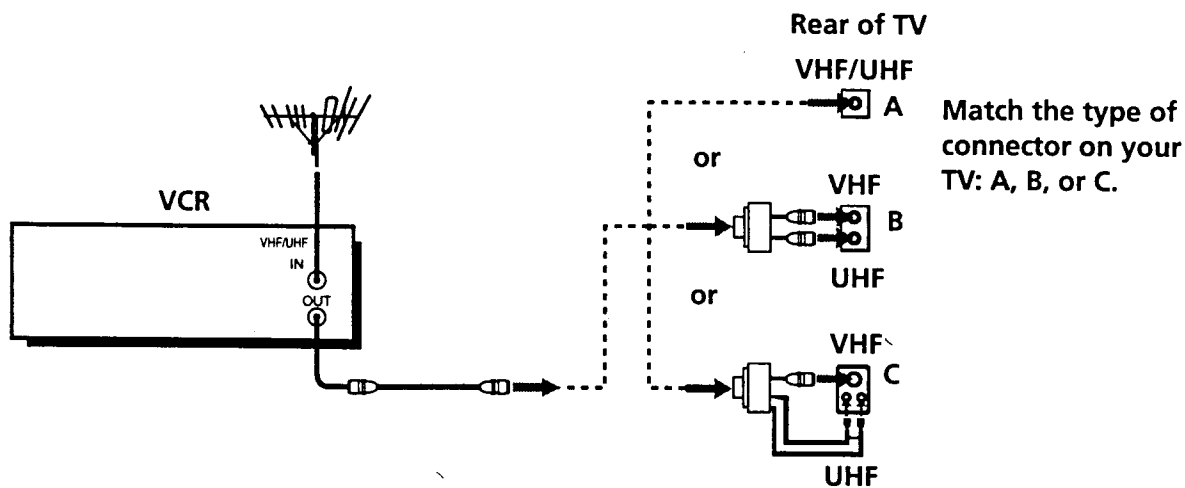 Rear of TV
VHF/UHF
A
Match the type of
connector on your
TV: A, B, or C.
or
VHF
B
UHF
VCR
VHF/UHF
IN
OUT
or
VHF
C
UHF